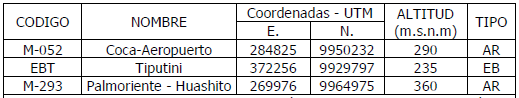 CODIGO NOMBRE Coordenadas - UTM ALTITUD (m.s.n.m) TIPO
E. N.
M-052 Coca-Aeropuerto 284825 9950232 290 AR
EBT Tiputini 372256 9929797 235 EB
M-293 Palmoriente - Huashito 269976 9964975 360 AR